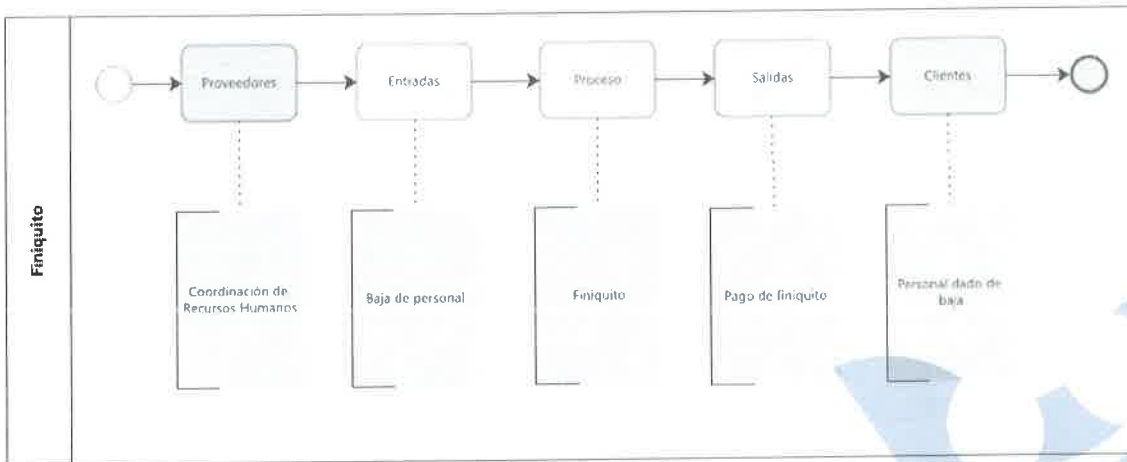 Finiquito
Proveedores
Entradas
Proceso
Salidas
Clientes
Coordinación de
Recursos Humanos
Baja de personal
Finiquito
Pago de finiquito
Personal dado de
baja